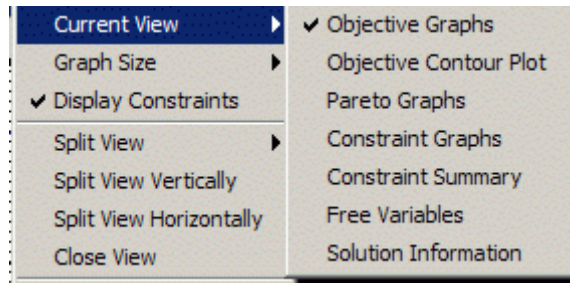 Current View
Graph Size
Display Constraints
Split View
Split View Vertically
Split View Horizontally
Close View
Objective Graphs
Objective Contour Plot
Pareto Graphs
Constraint Graphs
Constraint Summary
Free Variables
Solution Information